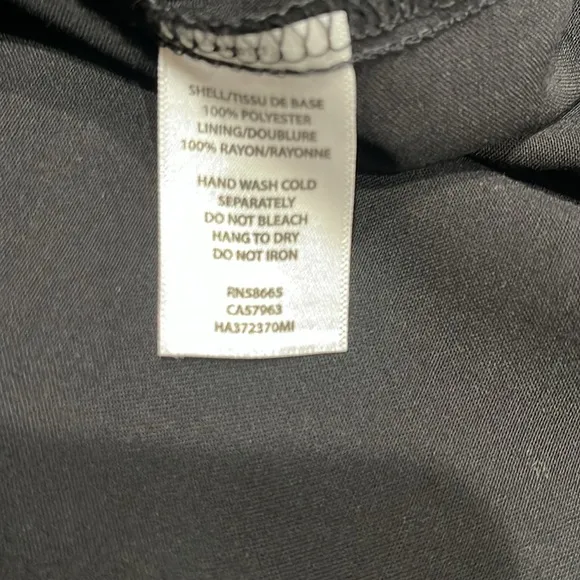 SHELL/TISSU DE BASE
100% POLYESTER
LINING/DOUBLURE
100% RAYON/RAYONNE
HAND WASH COLD
SEPARATELY
DO NOT BLEACH
HANG TO DRY
DO NOT IRON
RN58665
CA57963
HA372370MI